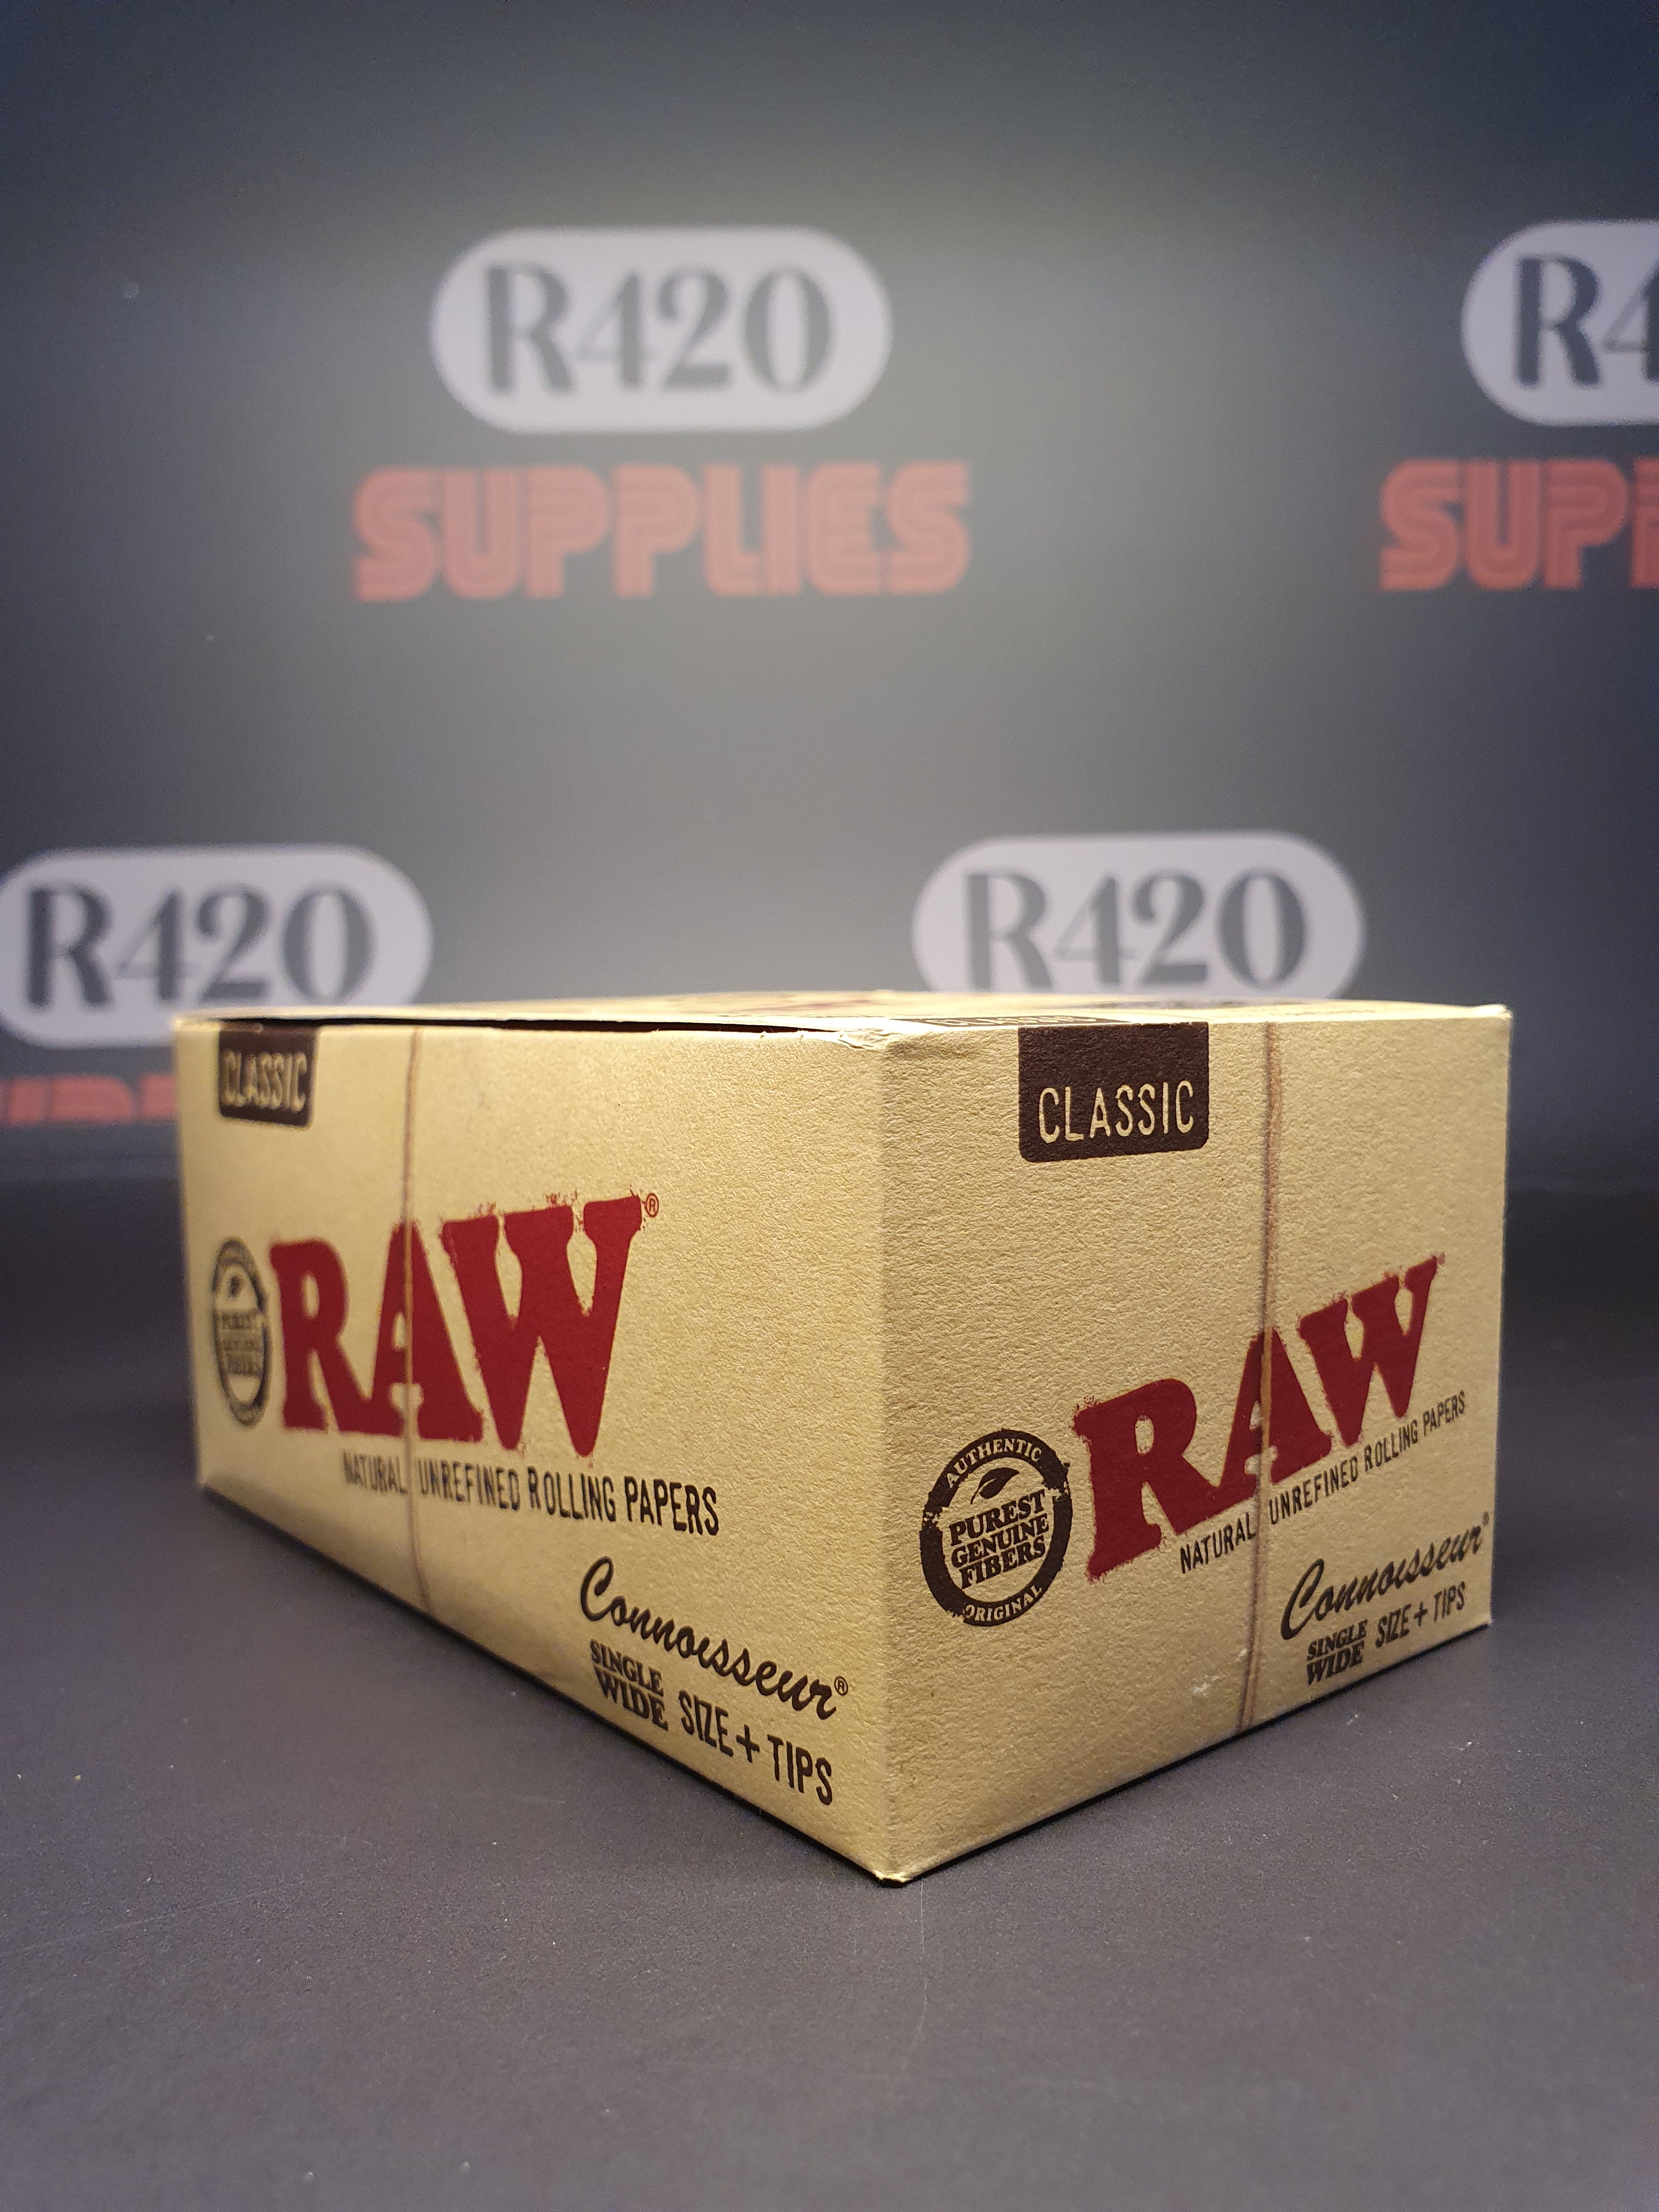 R420
SUPPLIES
R4
SUPP
R420
R420
CLASSIC
RAW®
NATURAL UNREFINED ROLLING PAPERS
Connoisseur®
SINGLE WIDE SIZE + TIPS
CLASSIC
AUTHENTIC
PUREST
GENUINE
FIBERS
ORIGINAL
RAW®
NATURAL UNREFINED ROLLING PAPERS
Connoisseur®
SINGLE WIDE SIZE + TIPS